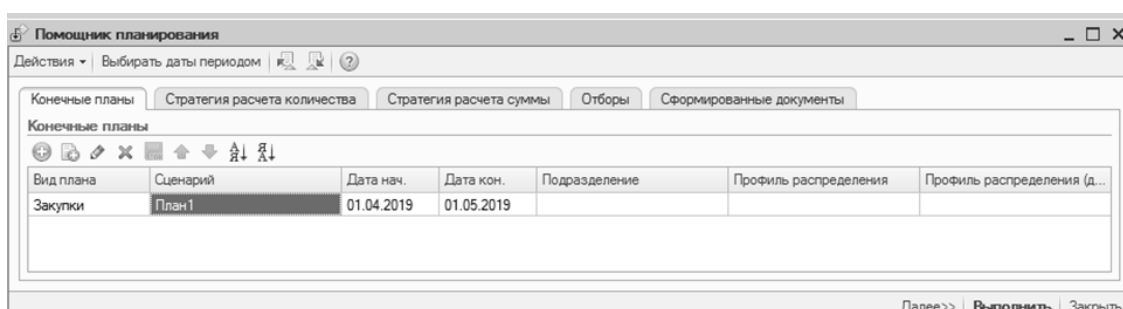 Помощник планирования
Действия Выбирать даты периодом
Конечные планы Стратегия расчета количества Стратегия расчета суммы Отборы Сформированные документы
Конечные планы
Вид плана Сценарий Дата нач. Дата кон. Подразделение Профиль распределения Профиль распределения (д...
Закупки План1 01.04.2019 01.05.2019
Далее>> Выполнить Закрыть